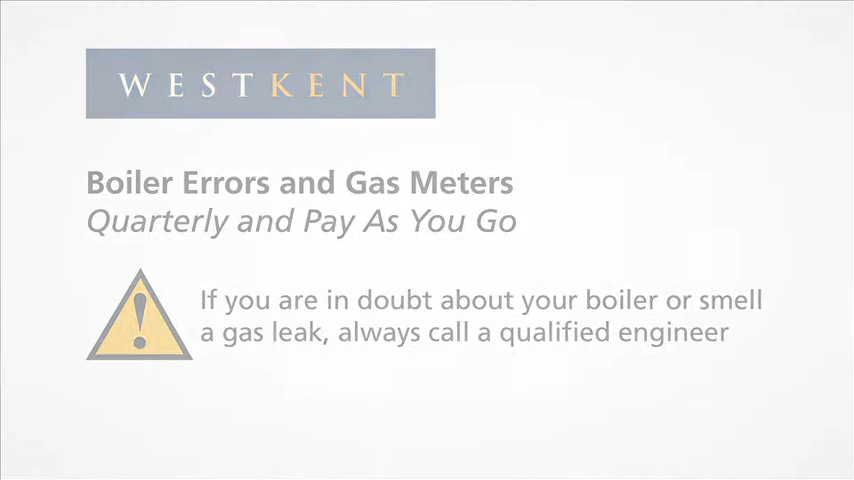 WESTKENT
Boiler Errors and Gas Meters
Quarterly and Pay As You Go
If you are in doubt about your boiler or smell
a gas leak, always call a qualified engineer